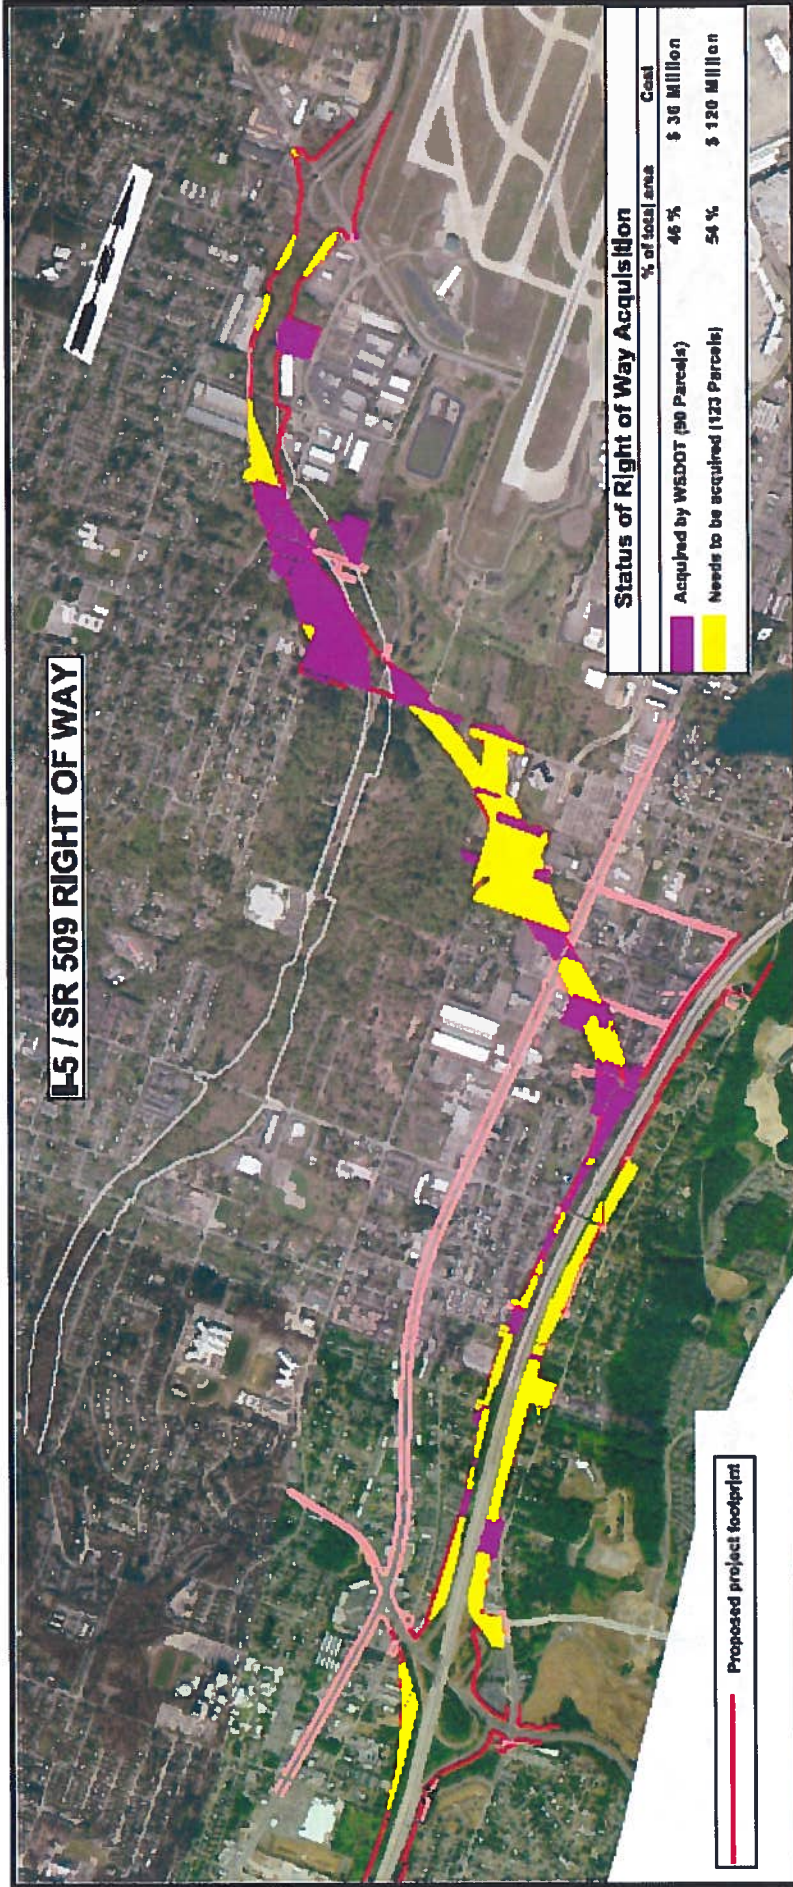 I-5 / SR 509 RIGHT OF WAY
Status of Right of Way Acquisition
% of total area Cost
Acquired by WSDOT (90 Parcels) 46 % $ 30 Million
Needs to be acquired (123 Parcels) 54 % $ 120 Million
Proposed project footprint